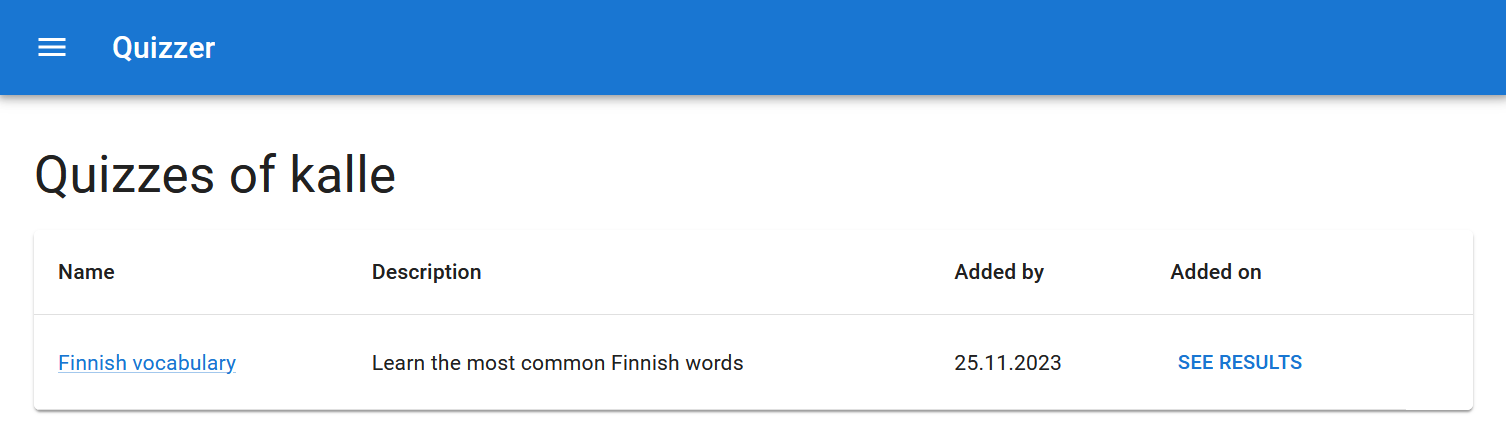 Quizzer
Quizzes of kalle
Name Description Added by Added on
Finnish vocabulary Learn the most common Finnish words 25.11.2023 SEE RESULTS